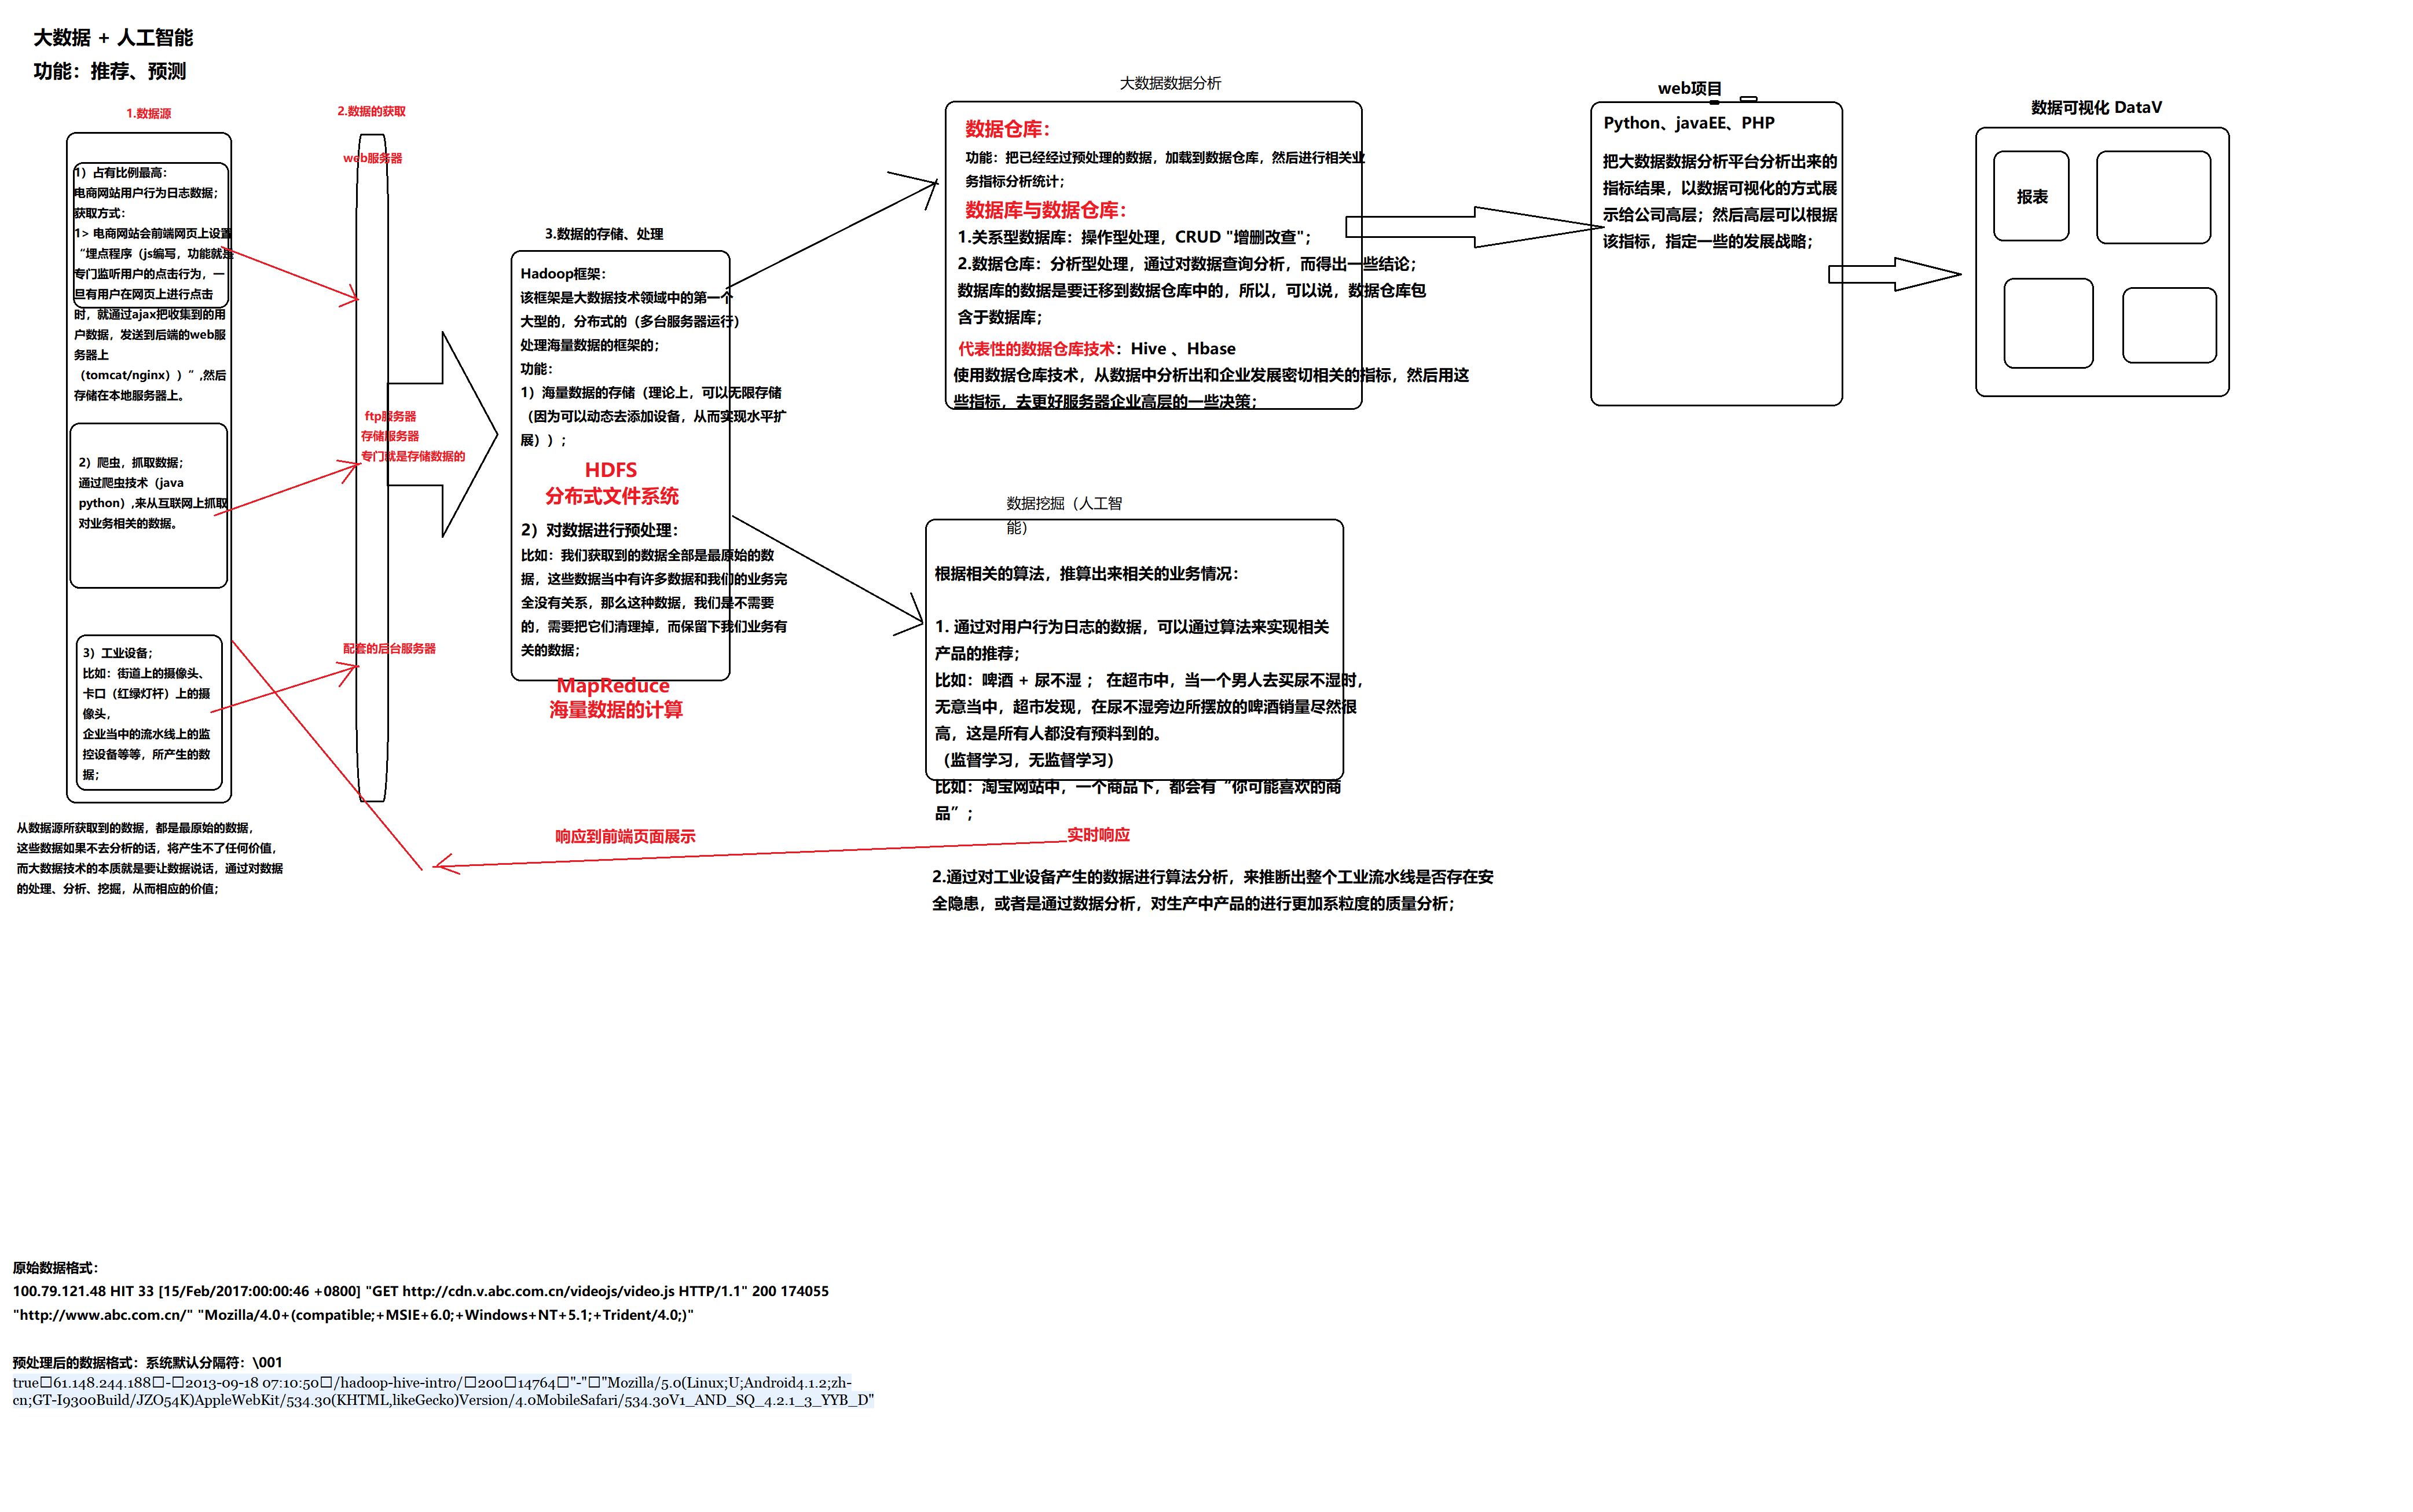 大数据 + 人工智能
功能：推荐、预测
1.数据源
1）占有比例最高：
电商网站用户行为日志数据；
获取方式：
1> 电商网站会前端网页上设置
“埋点程序（js编写，功能就是
专门监听用户的点击行为，一
旦有用户在网页上进行点击
时，就通过ajax把收集到的用
户数据，发送到后端的web服
务器上
（tomcat/nginx））”,然后
存储在本地服务器上。
2）爬虫，抓取数据；
通过爬虫技术（java
python）,来从互联网上抓取
对业务相关的数据。
3）工业设备；
比如：街道上的摄像头、
卡口（红绿灯杆）上的摄
像头，
企业当中的流水线上的监
控设备等等，所产生的数
据；
从数据源所获取到的数据，都是最原始的数据，
这些数据如果不去分析的话，将产生不了任何价值，
而大数据技术的本质就是要让数据说话，通过对数据
的处理、分析、挖掘，从而相应的价值；
2.数据的获取
web服务器
ftp服务器
存储服务器
专门就是存储数据的
配套的后台服务器
3.数据的存储、处理
Hadoop框架：
该框架是大数据技术领域中的第一个
大型的，分布式的（多台服务器运行）
处理海量数据的框架的；
功能：
1）海量数据的存储（理论上，可以无限存储
（因为可以动态去添加设备，从而实现水平扩
展））；
HDFS
分布式文件系统
2）对数据进行预处理：
比如：我们获取到的数据全部是最原始的数
据，这些数据当中有许多数据和我们的业务完
全没有关系，那么这种数据，我们是不需要
的，需要把它们清理掉，而保留下我们业务有
关的数据；
MapReduce
海量数据的计算
大数据数据分析
数据仓库：
功能：把已经经过预处理的数据，加载到数据仓库，然后进行相关业
务指标分析统计；
数据库与数据仓库：
1.关系型数据库：操作型处理，CRUD "增删改查"；
2.数据仓库：分析型处理，通过对数据查询分析，而得出一些结论；
数据库的数据是要迁移到数据仓库中的，所以，可以说，数据仓库包
含于数据库；
代表性的数据仓库技术：Hive 、Hbase
使用数据仓库技术，从数据中分析出和企业发展密切相关的指标，然后用这
些指标，去更好服务器企业高层的一些决策；
数据挖掘（人工智
能）
根据相关的算法，推算出来相关的业务情况：
1. 通过对用户行为日志的数据，可以通过算法来实现相关
产品的推荐；
比如：啤酒 + 尿不湿 ； 在超市中，当一个男人去买尿不湿时，
无意当中，超市发现，在尿不湿旁边所摆放的啤酒销量尽然很
高，这是所有人都没有预料到的。
（监督学习，无监督学习）
比如：淘宝网站中，一个商品下，都会有“你可能喜欢的商
品”；
实时响应
响应到前端页面展示
2.通过对工业设备产生的数据进行算法分析，来推断出整个工业流水线是否存在安
全隐患，或者是通过数据分析，对生产中产品的进行更加系粒度的质量分析；
web项目
Python、javaEE、PHP
把大数据数据分析平台分析出来的
指标结果，以数据可视化的方式展
示给公司高层；然后高层可以根据
该指标，指定一些的发展战略；
数据可视化 DataV
报表
原始数据格式：
100.79.121.48 HIT 33 [15/Feb/2017:00:00:46 +0800] "GET http://cdn.v.abc.com.cn/videojs/video.js HTTP/1.1" 200 174055
"http://www.abc.com.cn/" "Mozilla/4.0+(compatible;+MSIE+6.0;+Windows+NT+5.1;+Trident/4.0;)"
预处理后的数据格式：系统默认分隔符：\001
true□61.148.244.188□-□2013-09-18 07:10:50□/hadoop-hive-intro/□200□14764□"-"□"Mozilla/5.0(Linux;U;Android4.1.2;zh-
cn;GT-I9300Build/JZO54K)AppleWebKit/534.30(KHTML,likeGecko)Version/4.0MobileSafari/534.30V1_AND_SQ_4.2.1_3_YYB_D"